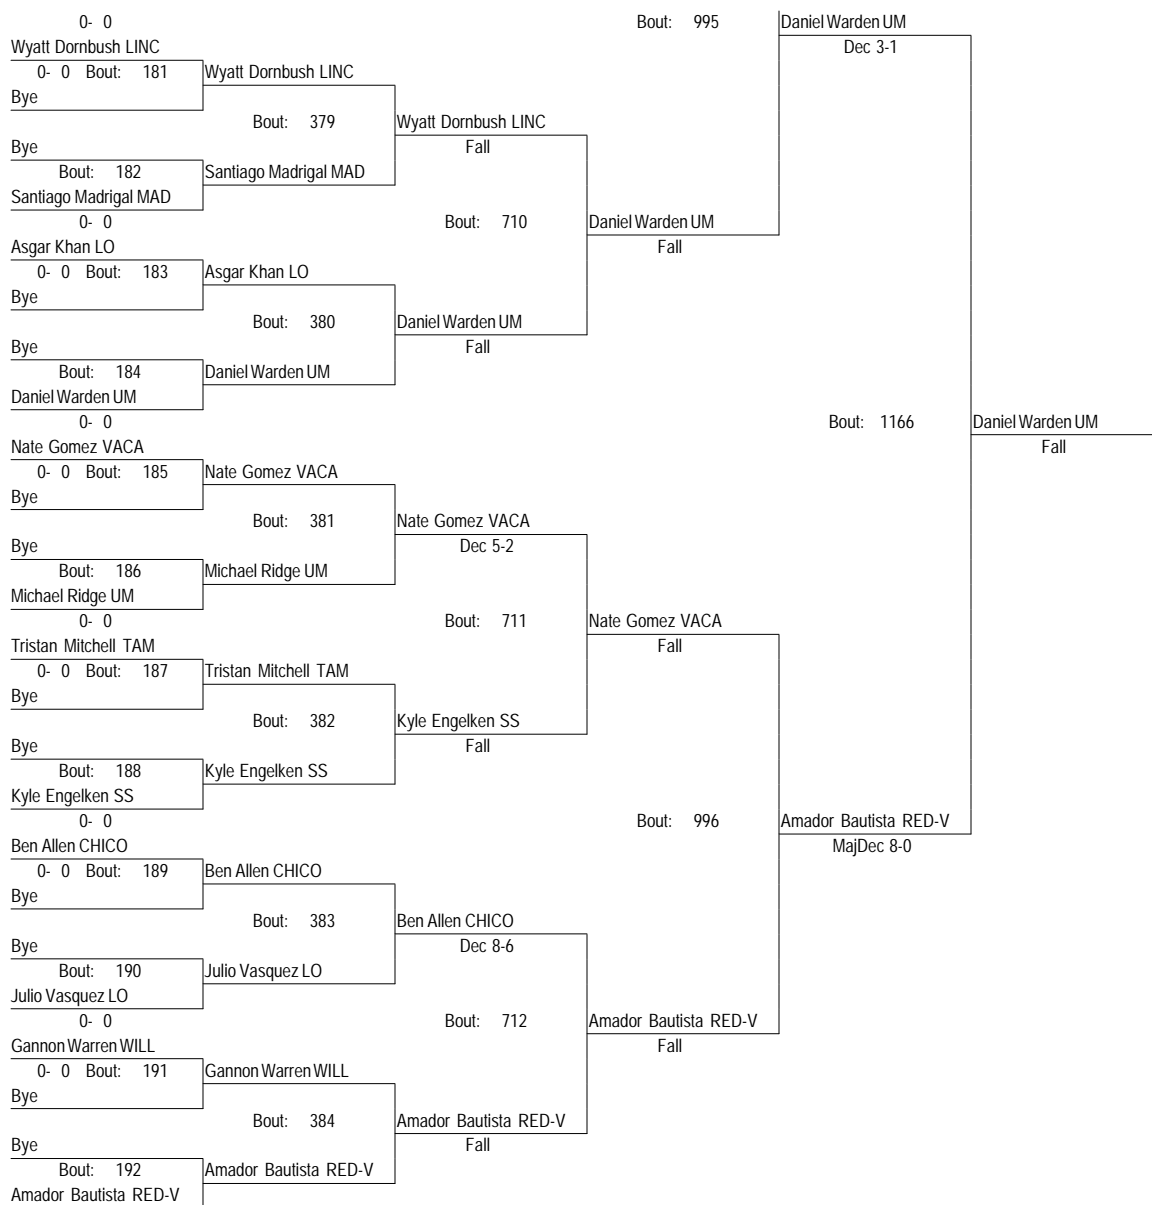 0- 0
Bout: 995
Daniel Warden UM
Wyatt Dornbush LINC
Dec 3-1
0- 0 Bout: 181
Wyatt Dornbush LINC
Bye
Bout: 379
Wyatt Dornbush LINC
Bye
Fall
Bout: 182
Santiago Madrigal MAD
Santiago Madrigal MAD
0- 0
Bout: 710
Daniel Warden UM
Asgar Khan LO
Fall
0- 0 Bout: 183
Asgar Khan LO
Bye
Bout: 380
Daniel Warden UM
Bye
Fall
Bout: 184
Daniel Warden UM
Daniel Warden UM
0- 0
Bout: 1166
Daniel Warden UM
Nate Gomez VACA
Fall
0- 0 Bout: 185
Nate Gomez VACA
Bye
Bout: 381
Nate Gomez VACA
Bye
Dec 5-2
Bout: 186
Michael Ridge UM
Michael Ridge UM
0- 0
Bout: 711
Nate Gomez VACA
Tristan Mitchell TAM
Fall
0- 0 Bout: 187
Tristan Mitchell TAM
Bye
Bout: 382
Kyle Engelken SS
Bye
Fall
Bout: 188
Kyle Engelken SS
Kyle Engelken SS
0- 0
Bout: 996
Amador Bautista RED-V
Ben Allen CHICO
MajDec 8-0
0- 0 Bout: 189
Ben Allen CHICO
Bye
Bout: 383
Ben Allen CHICO
Bye
Dec 8-6
Bout: 190
Julio Vasquez LO
Julio Vasquez LO
0- 0
Bout: 712
Amador Bautista RED-V
Gannon Warren WILL
Fall
0- 0 Bout: 191
Gannon Warren WILL
Bye
Bout: 384
Amador Bautista RED-V
Bye
Fall
Bout: 192
Amador Bautista RED-V
Amador Bautista RED-V